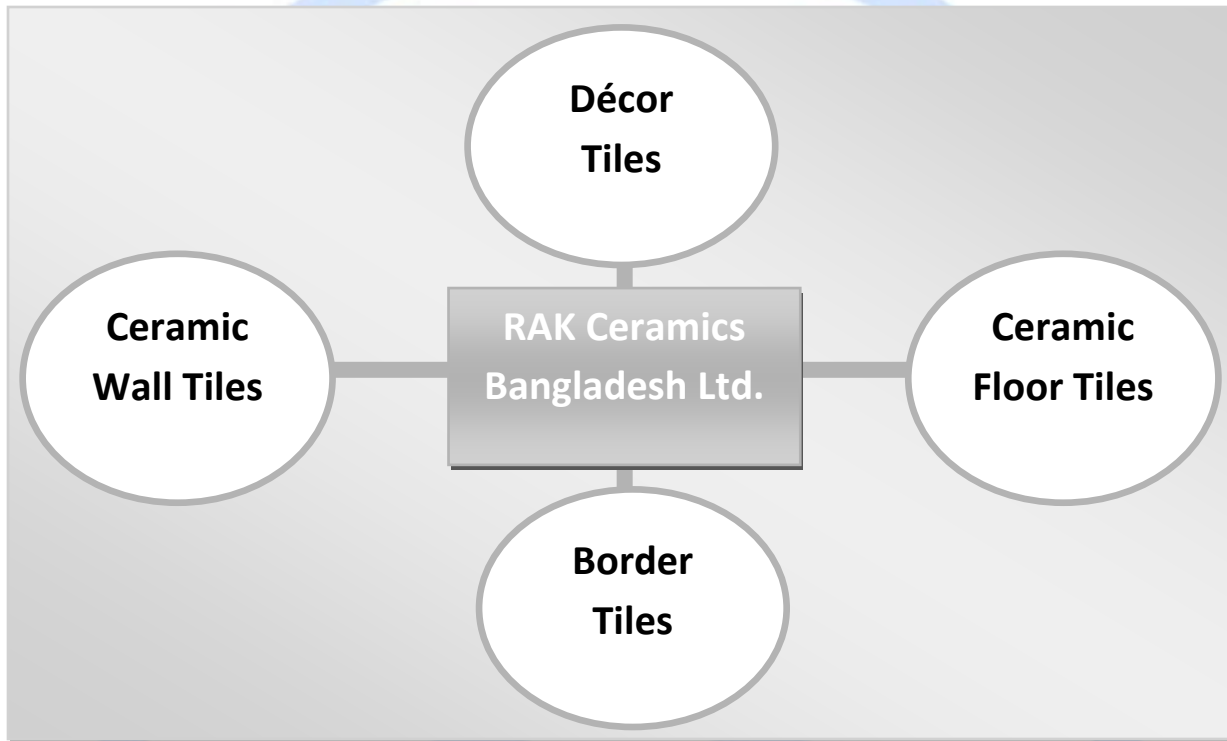 Décor
Tiles
Ceramic
Wall Tiles
RAK Ceramics
Bangladesh Ltd.
Ceramic
Floor Tiles
Border
Tiles